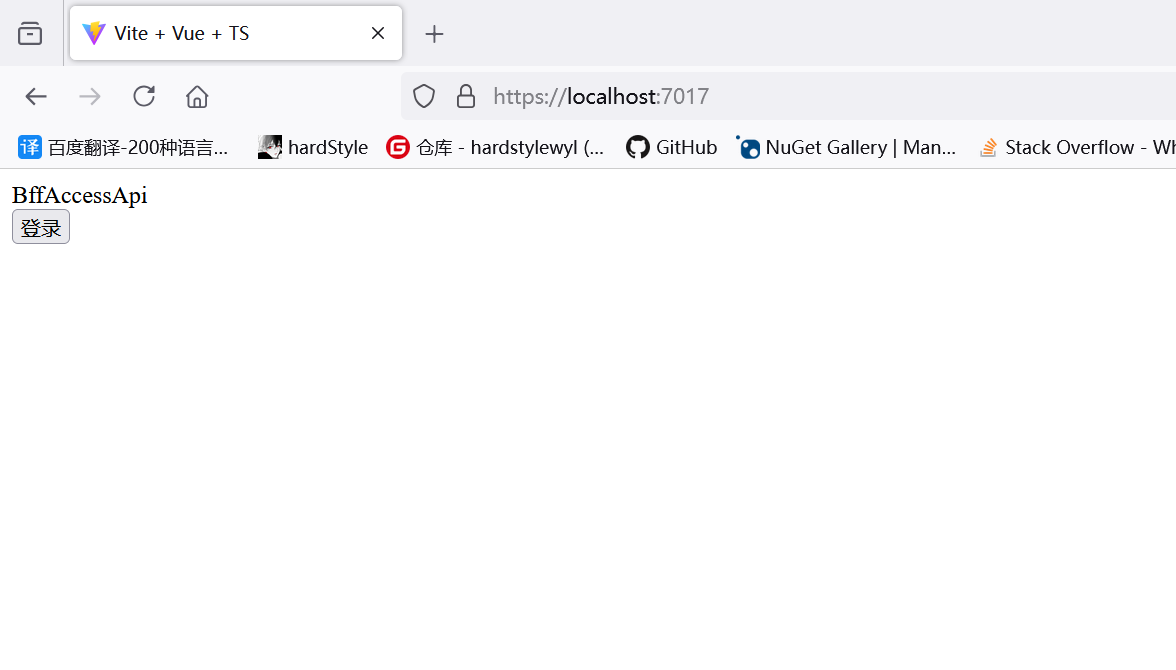 Vite + Vue + TS
https://localhost:7017
译 百度翻译-200种语言... hardStyle G 仓库 - hardstylewyl (... GitHub NuGet Gallery | Man... Stack Overflow - Wh
BffAccessApi
登录